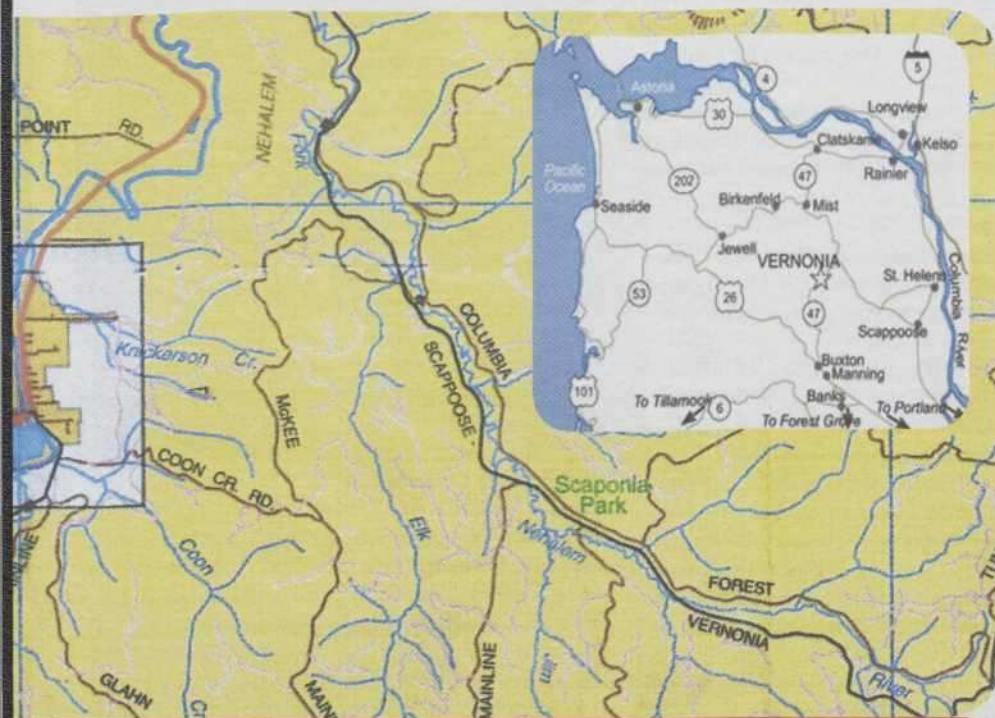 POINT RD.
NEHALEM
Fork
Knickerson Cr.
McKEE
COON CR. RD.
Coon
Cr
GLAHN
MAIN
Elk
COLUMBIA
SCAPPOOSE -
Scaponia
Park
Nehalem
Jim
MAINLINE
FOREST
VERNONIA
River
Astoria
4
5
30
Longview
Clatskanie
Kelso
Rainier
Pacific
Ocean
202
47
Birkenfeld
Mist
Seaside
Jewell
VERNONIA
St. Helens
Columbia River
53
26
47
Scappoose
Buxton
Manning
101
Banks
To Tillamook
6
To Forest Grove
To Portland